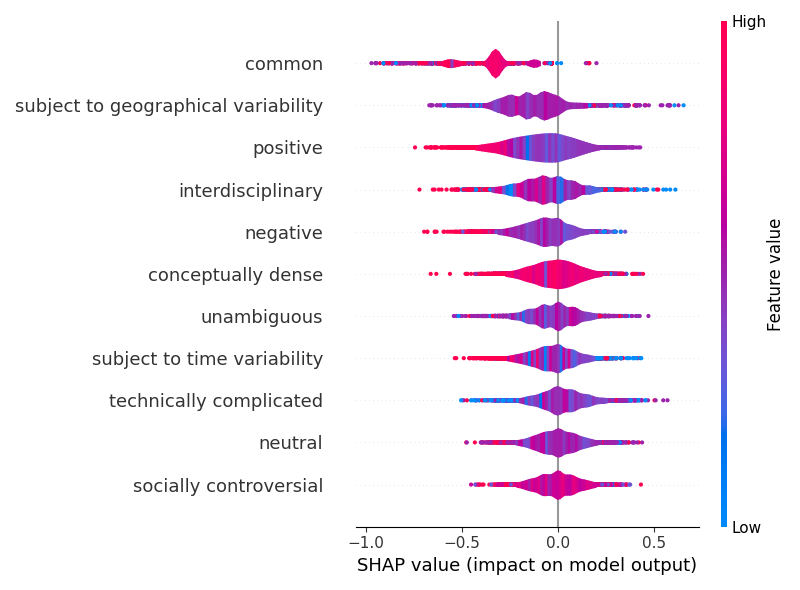 High
common
subject to geographical variability
positive
interdisciplinary
negative
conceptually dense
unambiguous
subject to time variability
technically complicated
neutral
socially controversial
Feature value
Low
−1.0 −0.5 0.0 0.5
SHAP value (impact on model output)